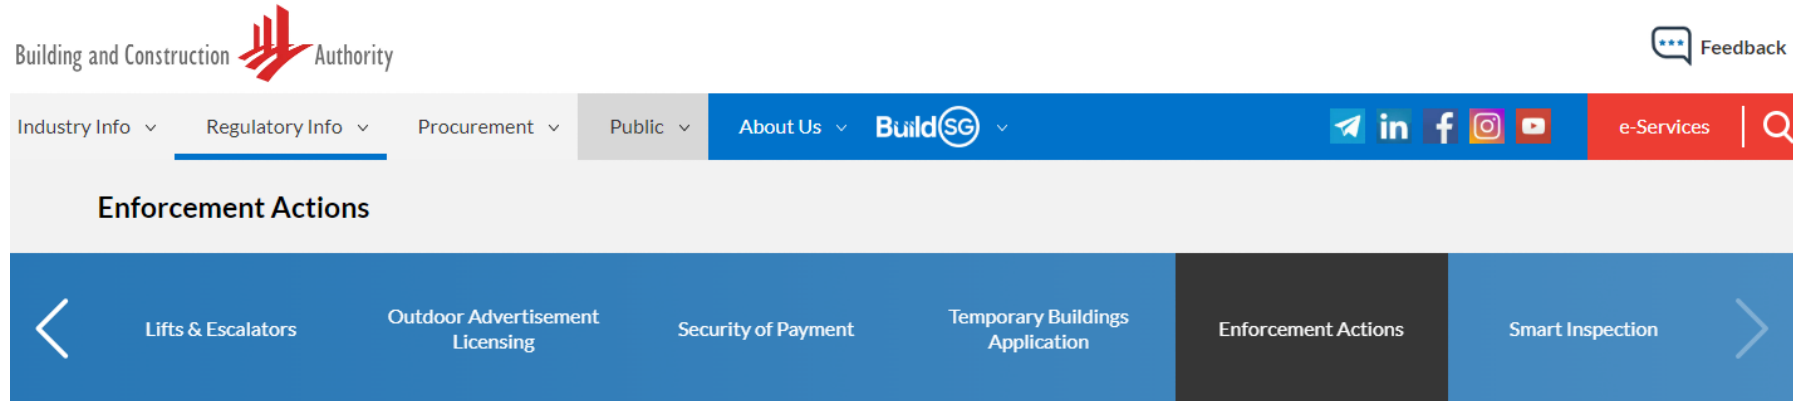 Building and Construction Authority
Feedback
Industry Info Regulatory Info Procurement Public About Us BuildSG e-Services
Enforcement Actions
Lifts & Escalators
Outdoor Advertisement
Licensing
Security of Payment
Temporary Buildings
Application
Enforcement Actions
Smart Inspection